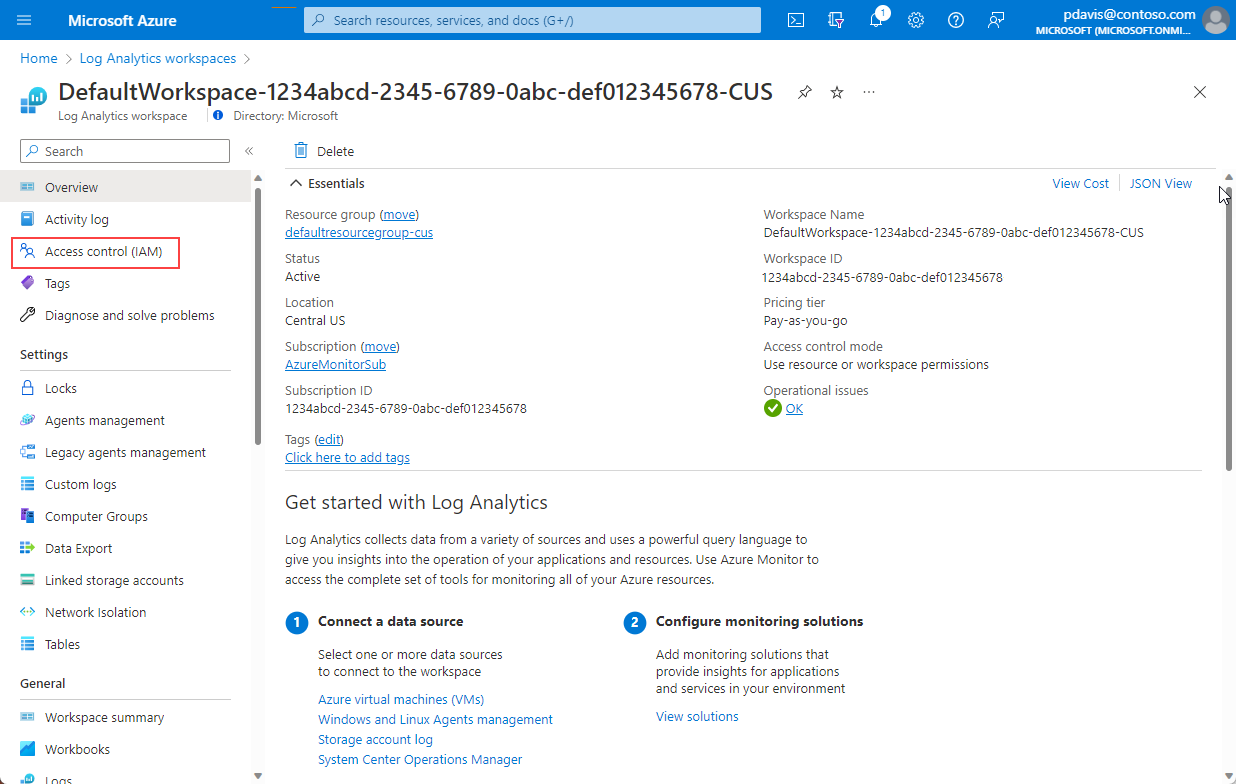 Microsoft Azure
Search resources, services, and docs (G+/)
1
pdavis@contoso.com
MICROSOFT (MICROSOFT.ONMI...
Home > Log Analytics workspaces >
DefaultWorkspace-1234abcd-2345-6789-0abc-def012345678-CUS
Log Analytics workspace
Directory: Microsoft
Search
Delete
Overview
Activity log
Access control (IAM)
Tags
Diagnose and solve problems
Settings
Locks
Agents management
Legacy agents management
Custom logs
Computer Groups
Data Export
Linked storage accounts
Network Isolation
Tables
General
Workspace summary
Workbooks
Logs
Essentials
View Cost
JSON View
Resource group (move)
defaultresourcegroup-cus
Status
Active
Location
Central US
Subscription (move)
AzureMonitorSub
Subscription ID
1234abcd-2345-6789-0abc-def012345678
Tags (edit)
Click here to add tags
Workspace Name
DefaultWorkspace-1234abcd-2345-6789-0abc-def012345678-CUS
Workspace ID
1234abcd-2345-6789-0abc-def012345678
Pricing tier
Pay-as-you-go
Access control mode
Use resource or workspace permissions
Operational issues
OK
Get started with Log Analytics
Log Analytics collects data from a variety of sources and uses a powerful query language to
give you insights into the operation of your applications and resources. Use Azure Monitor to
access the complete set of tools for monitoring all of your Azure resources.
1 Connect a data source
Select one or more data sources
to connect to the workspace
Azure virtual machines (VMs)
Windows and Linux Agents management
Storage account log
System Center Operations Manager
2 Configure monitoring solutions
Add monitoring solutions that
provide insights for applications
and services in your environment
View solutions